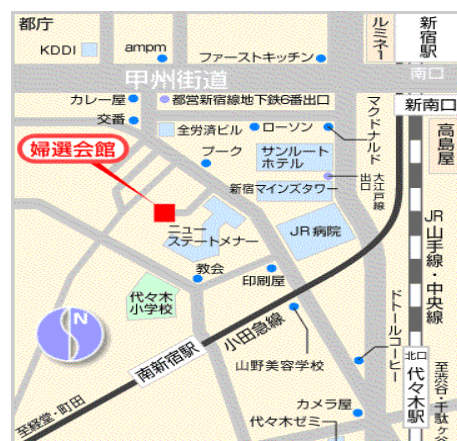 都庁
KDDI
ampm
ファーストキッチン
ルミネ1
新宿駅
南口
甲州街道
カレー屋
都営新宿線地下鉄6番出口
新南口
交番
全労済ビル
ローソン
マクドナルド
高島屋
婦選会館
プーク
サンルート
ホテル
新宿マインズタワー
大江戸線
出口
ニュー
ステートメナー
JR病院
JR山手線・中央線
教会
印刷屋
代々木
小学校
N
小田急線
ドトールコーヒー
南新宿駅
山野美容学校
北口
代々木駅
至渋谷・千駄ヶ谷
至経堂・町田
カメラ屋
代々木ゼミ